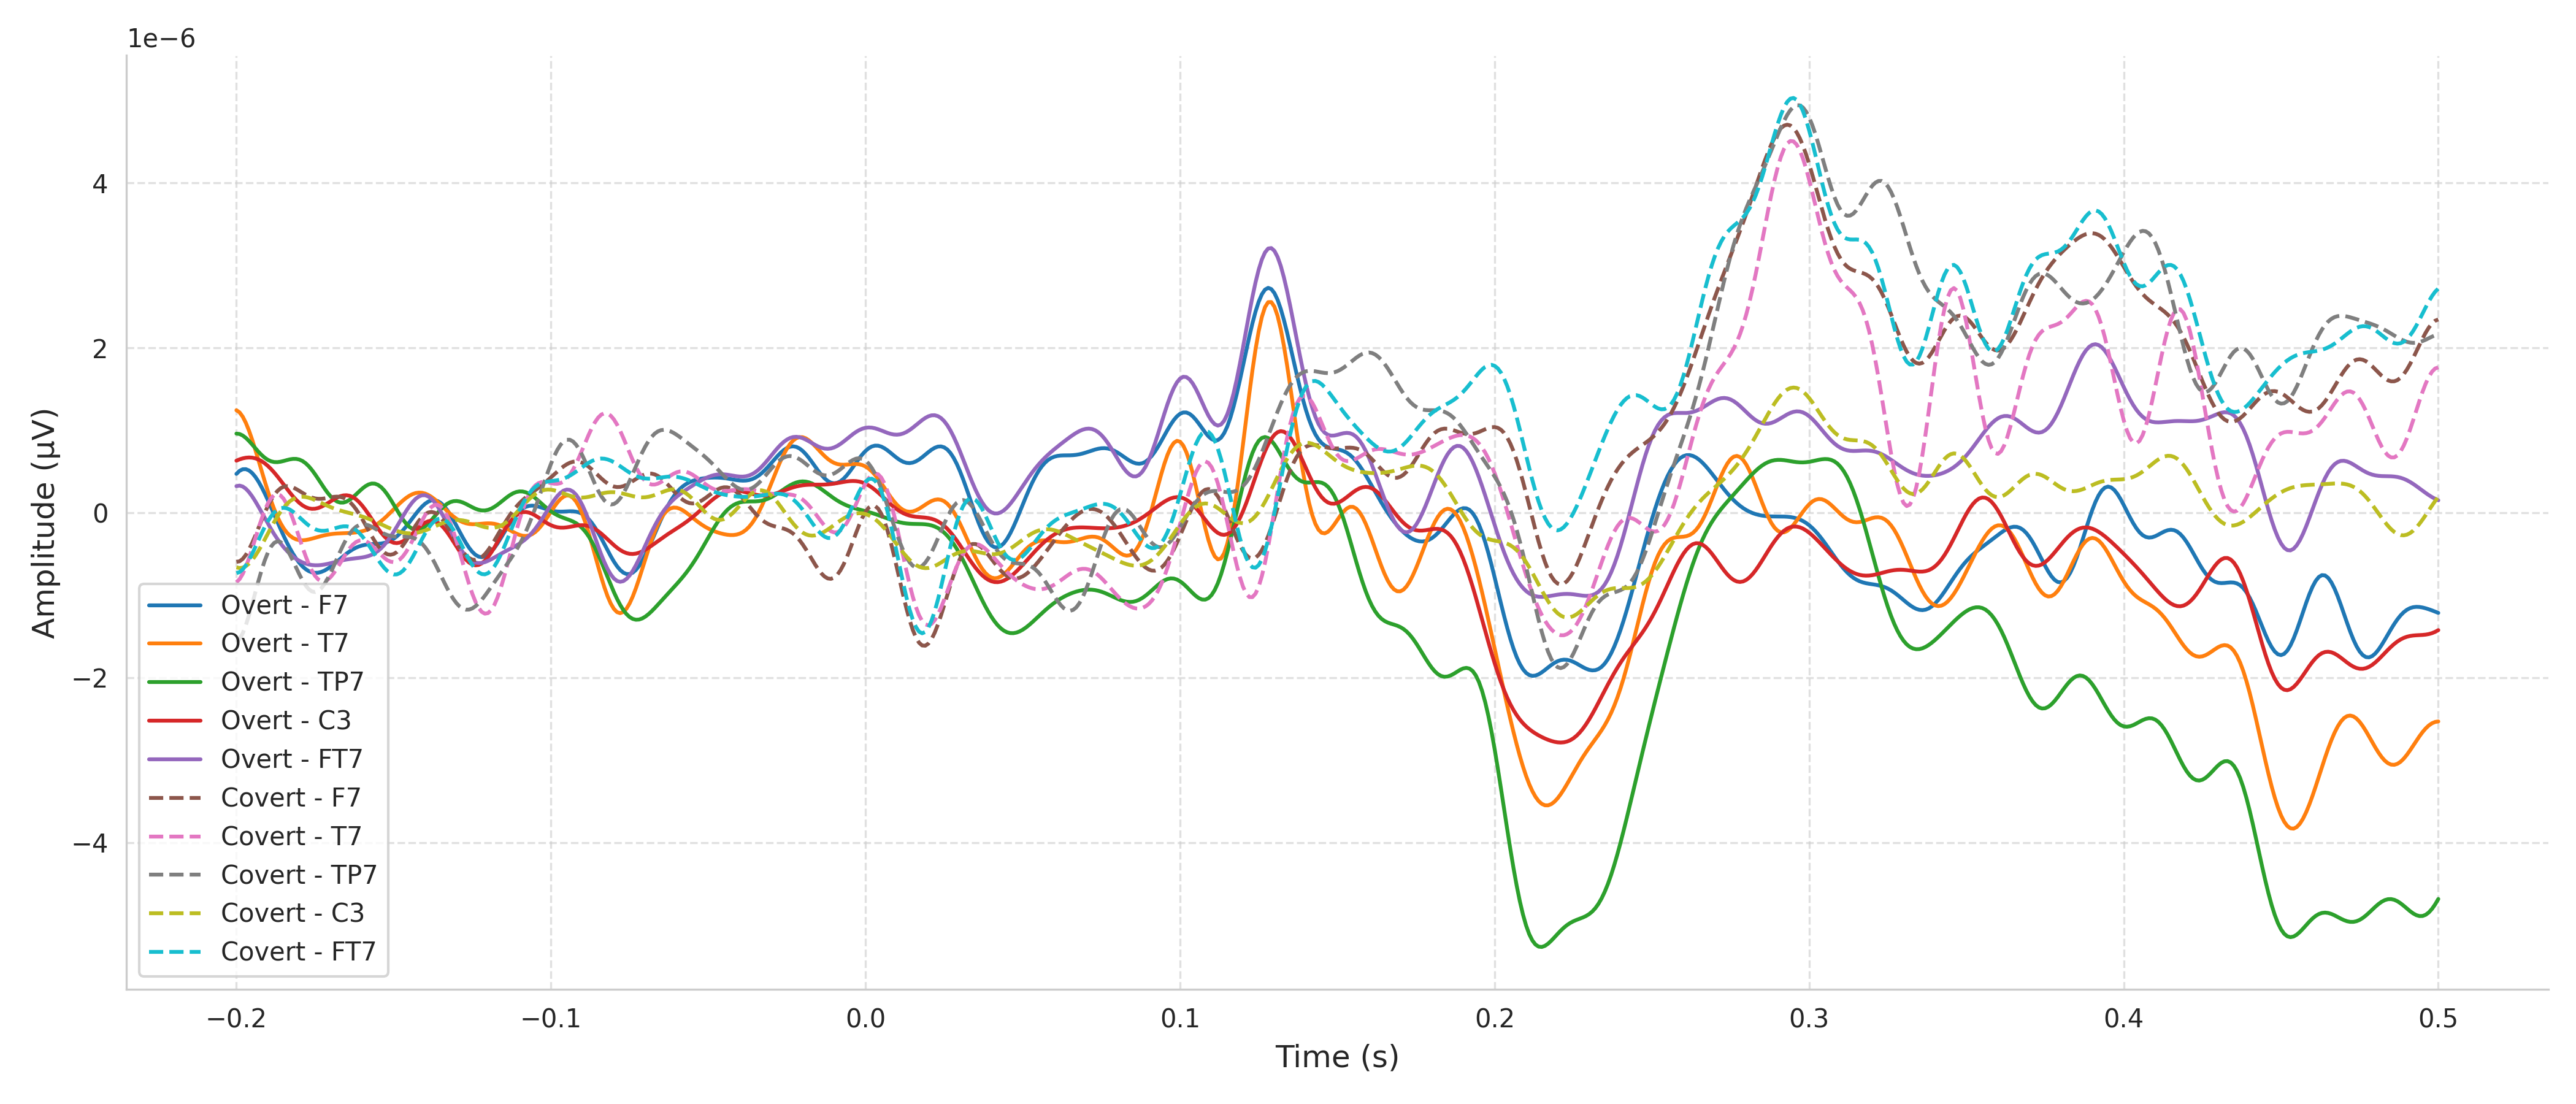 1e−6
4
2
0
−2
−4
Amplitude (µV)
Overt - F7
Overt - T7
Overt - TP7
Overt - C3
Overt - FT7
Covert - F7
Covert - T7
Covert - TP7
Covert - C3
Covert - FT7
−0.2 −0.1 0.0 0.1 0.2 0.3 0.4 0.5
Time (s)